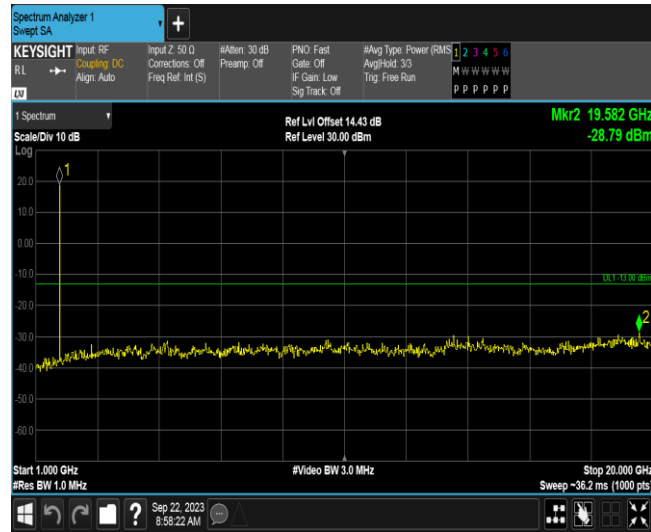 Spectrum Analyzer 1
Swept SA
+
KEYSIGHT Input: RF Input Z: 50 Ω #Atten: 30 dB PNO: Fast #Avg Type: Power (RMS 1 2 3 4 5 6
RL Coupling: DC Corrections: Off Preamp: Off Gate: Off Avg|Hold: 3/3 M W W W W W
Align: Auto Freq Ref: Int (S) IF Gain: Low Trig: Free Run
LXI Sig Track: Off P P P P P P
1 Spectrum Ref Lvl Offset 14.43 dB Mkr2 19.582 GHz
Scale/Div 10 dB Ref Level 30.00 dBm -28.79 dBm
Log
1
20.0
0.00
-10.0
DL1 -13.00 dBm
-20.0
2
-30.0
-40.0
-50.0
-60.0
Start 1.000 GHz #Video BW 3.0 MHz Stop 20.000 GHz
#Res BW 1.0 MHz Sweep ~36.2 ms (1000 pts)
? Sep 22, 2023
8:58:22 AM